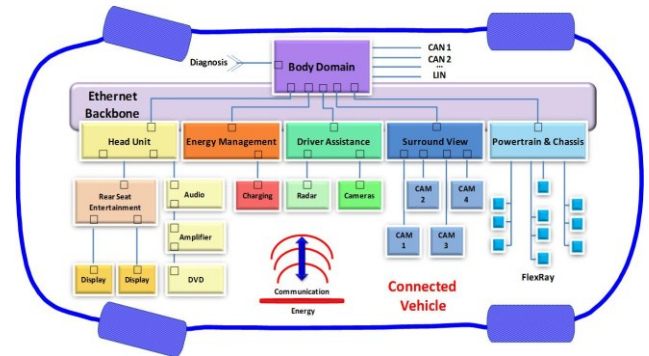 Diagnosis
Body Domain
CAN 1
CAN 2
...
LIN
Ethernet
Backbone
Head Unit
Energy Management
Driver Assistance
Surround View
Powertrain & Chassis
Rear Seat
Entertainment
Audio
Charging
Radar
Cameras
CAM
2
CAM
4
Amplifier
CAM
1
CAM
3
Display
Display
DVD
Communication
Energy
Connected
Vehicle
FlexRay